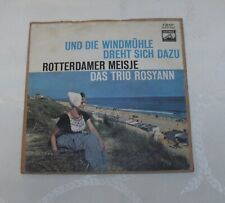 UND DIE WINDMÜHLE
DREHT SICH DAZU
ROTTERDAMER MEISJE
DAS TRIO ROSYANN